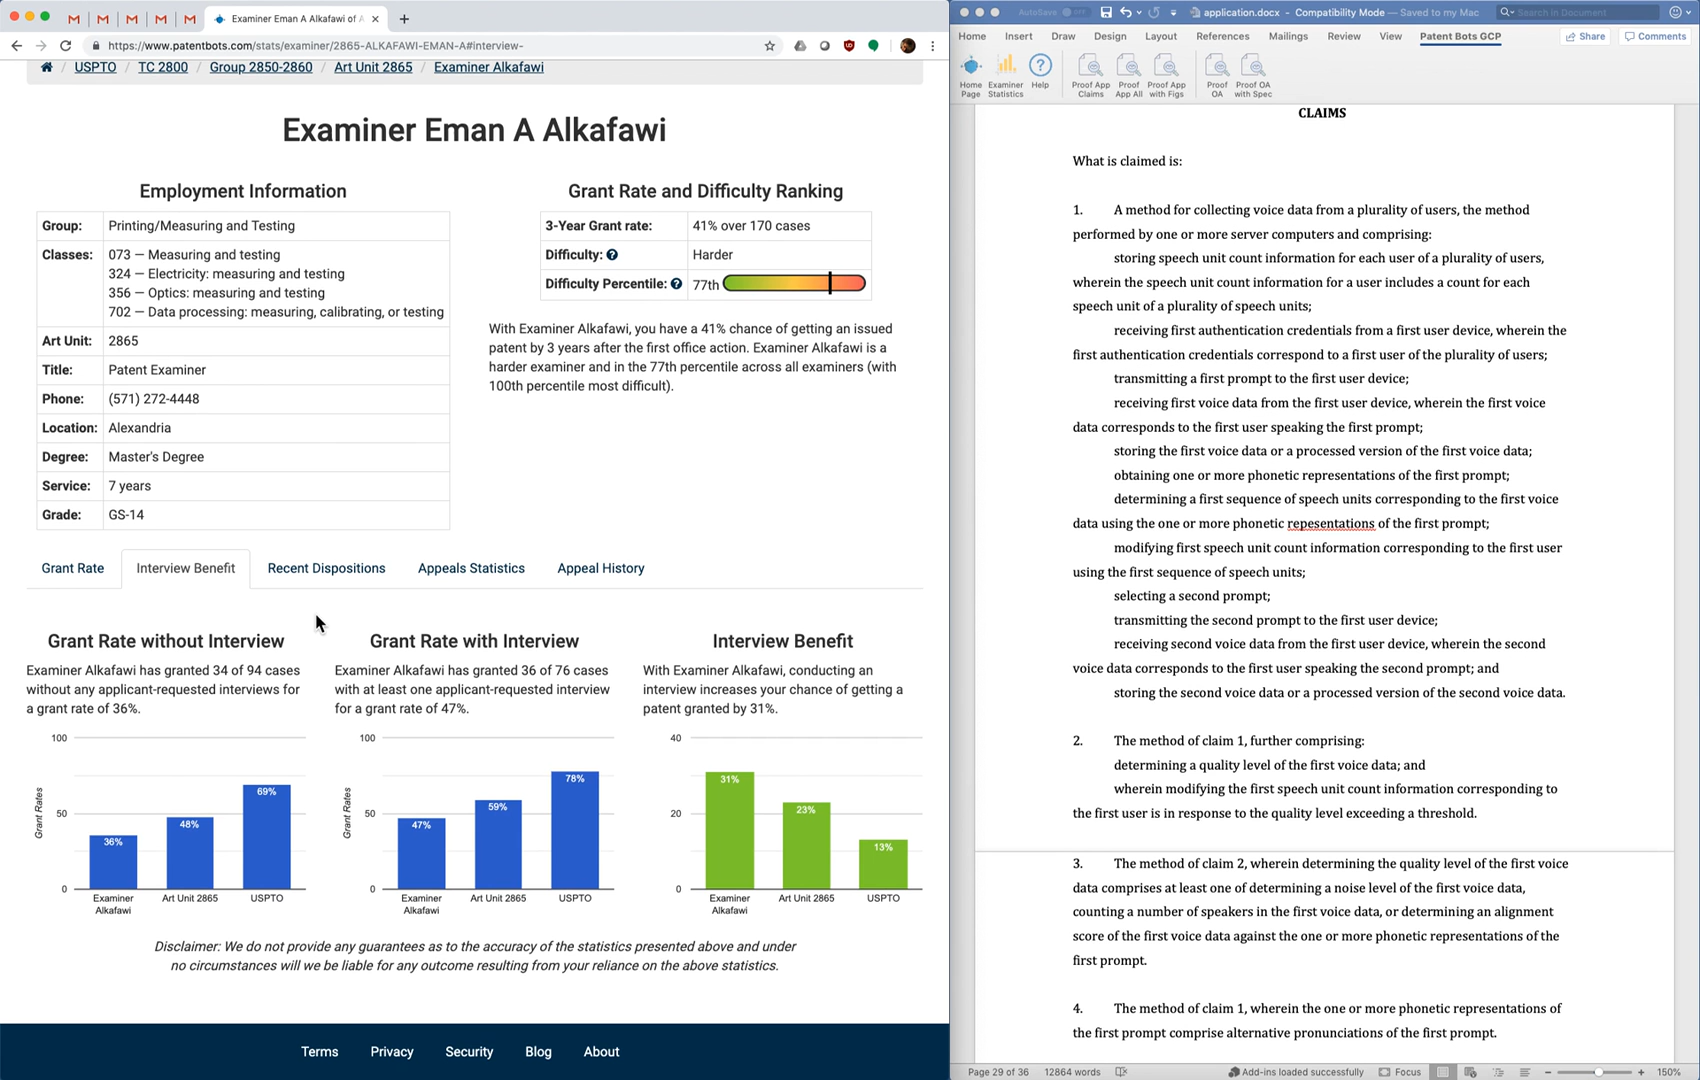 Examiner Eman A Alkafawi of A
https://www.patentbots.com/stats/examiner/2865-ALKAFAWI-EMAN-A#interview-
/ USPTO / TC 2800 / Group 2850-2860 / Art Unit 2865 / Examiner Alkafawi
Examiner Eman A Alkafawi
Employment Information
Group: Printing/Measuring and Testing
Classes: 073 — Measuring and testing
324 — Electricity: measuring and testing
356 — Optics: measuring and testing
702 — Data processing: measuring, calibrating, or testing
Art Unit: 2865
Title: Patent Examiner
Phone: (571) 272-4448
Location: Alexandria
Degree: Master's Degree
Service: 7 years
Grade: GS-14
Grant Rate and Difficulty Ranking
3-Year Grant rate: 41% over 170 cases
Difficulty: ? Harder
Difficulty Percentile: ? 77th
With Examiner Alkafawi, you have a 41% chance of getting an issued
patent by 3 years after the first office action. Examiner Alkafawi is a
harder examiner and in the 77th percentile across all examiners (with
100th percentile most difficult).
Grant Rate Interview Benefit Recent Dispositions Appeals Statistics Appeal History
Grant Rate without Interview
Examiner Alkafawi has granted 34 of 94 cases
without any applicant-requested interviews for
a grant rate of 36%.
100
50
0
Grant Rates
36%
48%
69%
Examiner
Alkafawi
Art Unit 2865
USPTO
Grant Rate with Interview
Examiner Alkafawi has granted 36 of 76 cases
with at least one applicant-requested interview
for a grant rate of 47%.
100
50
0
Grant Rates
47%
59%
78%
Examiner
Alkafawi
Art Unit 2865
USPTO
Interview Benefit
With Examiner Alkafawi, conducting an
interview increases your chance of getting a
patent granted by 31%.
40
20
0
31%
23%
13%
Examiner
Alkafawi
Art Unit 2865
USPTO
Disclaimer: We do not provide any guarantees as to the accuracy of the statistics presented above and under
no circumstances will we be liable for any outcome resulting from your reliance on the above statistics.
Terms Privacy Security Blog About
AutoSave application.docx - Compatibility Mode — Saved to my Mac Search in Document
Home Insert Draw Design Layout References Mailings Review View Patent Bots GCP Share Comments
Home
Page
Examiner
Statistics
Help
Proof App
Claims
Proof
App All
Proof App
with Figs
Proof
OA
Proof OA
with Spec
CLAIMS
What is claimed is:
1. A method for collecting voice data from a plurality of users, the method
performed by one or more server computers and comprising:
storing speech unit count information for each user of a plurality of users,
wherein the speech unit count information for a user includes a count for each
speech unit of a plurality of speech units;
receiving first authentication credentials from a first user device, wherein the
first authentication credentials correspond to a first user of the plurality of users;
transmitting a first prompt to the first user device;
receiving first voice data from the first user device, wherein the first voice
data corresponds to the first user speaking the first prompt;
storing the first voice data or a processed version of the first voice data;
obtaining one or more phonetic representations of the first prompt;
determining a first sequence of speech units corresponding to the first voice
data using the one or more phonetic repesentations of the first prompt;
modifying first speech unit count information corresponding to the first user
using the first sequence of speech units;
selecting a second prompt;
transmitting the second prompt to the first user device;
receiving second voice data from the first user device, wherein the second
voice data corresponds to the first user speaking the second prompt; and
storing the second voice data or a processed version of the second voice data.
2. The method of claim 1, further comprising:
determining a quality level of the first voice data; and
wherein modifying the first speech unit count information corresponding to
the first user is in response to the quality level exceeding a threshold.
3. The method of claim 2, wherein determining the quality level of the first voice
data comprises at least one of determining a noise level of the first voice data,
counting a number of speakers in the first voice data, or determining an alignment
score of the first voice data against the one or more phonetic representations of the
first prompt.
4. The method of claim 1, wherein the one or more phonetic representations of
the first prompt comprise alternative pronunciations of the first prompt.
Page 29 of 36 12864 words Add-ins loaded successfully Focus 150%